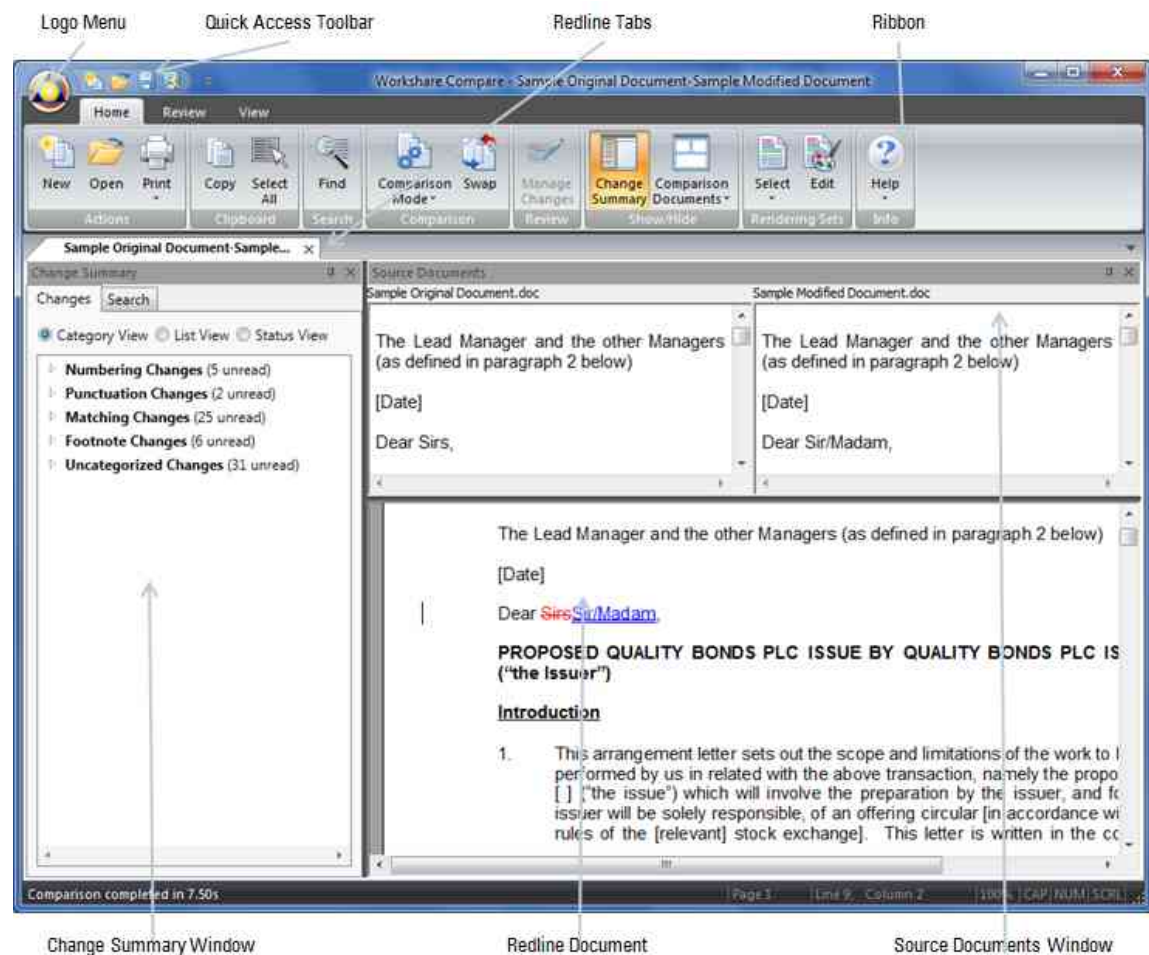 Logo Menu Quick Access Toolbar Redline Tabs Ribbon
Workshare Compare - Sample Original Document-Sample Modified Document
Home Review View
New Open Print Copy Select All Find Comparison Mode Swap Manage Changes Change Summary Comparison Documents Select Edit Help
Actions Clipboard Search Comparison Review Show/Hide Rendering Sets Info
Sample Original Document-Sample...
Change Summary
Source Documents
Changes Search
Sample Original Document.doc
Sample Modified Document.doc
Category View List View Status View
Numbering Changes (5 unread)
Punctuation Changes (2 unread)
Matching Changes (25 unread)
Footnote Changes (6 unread)
Uncategorized Changes (31 unread)
The Lead Manager and the other Managers
(as defined in paragraph 2 below)
[Date]
Dear Sirs,
The Lead Manager and the other Managers
(as defined in paragraph 2 below)
[Date]
Dear Sir/Madam,
The Lead Manager and the other Managers (as defined in paragraph 2 below)
[Date]
Dear SirsSir/Madam,
PROPOSED QUALITY BONDS PLC ISSUE BY QUALITY BONDS PLC IS
("the Issuer")
Introduction
1. This arrangement letter sets out the scope and limitations of the work to
performed by us in related with the above transaction, namely the propo
[ ] ("the issue") which will involve the preparation by the issuer, and fo
issuer will be solely responsible, of an offering circular [in accordance wi
rules of the [relevant] stock exchange]. This letter is written in the cc
Comparison completed in 7.50s
Page 1 Line 9, Column 2 100% CAP NUM SCRL
Change Summary Window Redline Document Source Documents Window